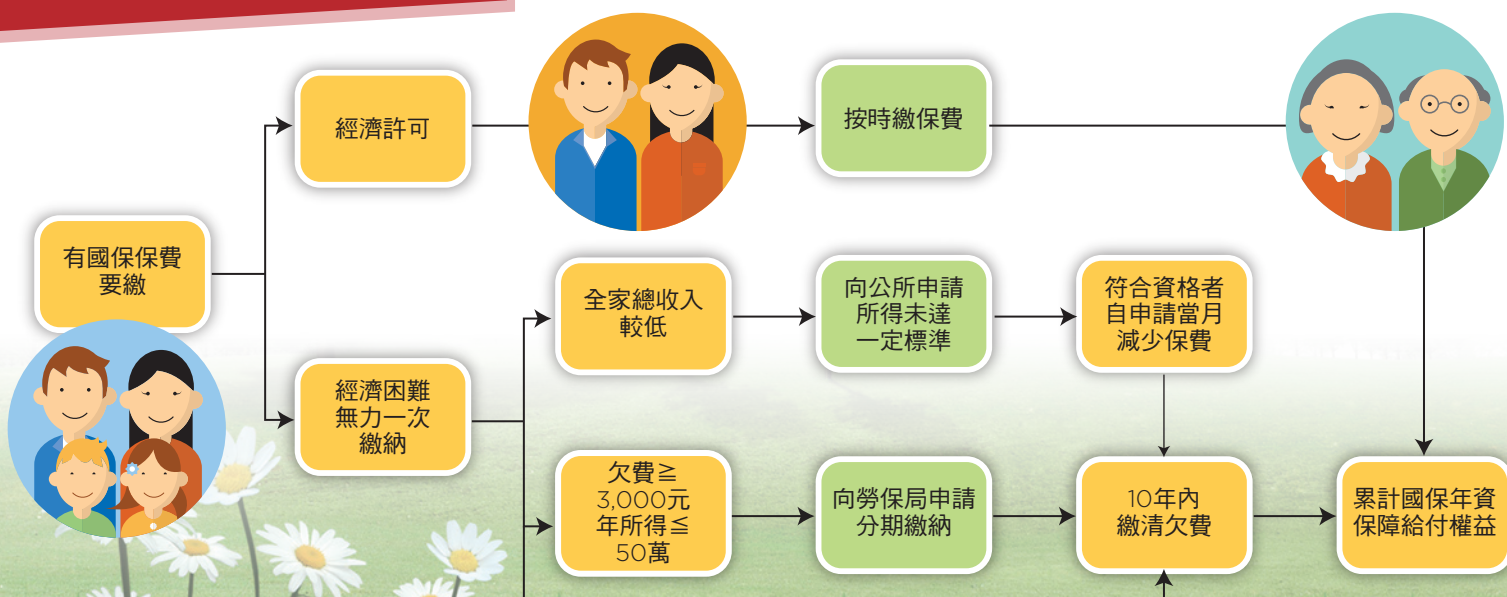 經濟許可
按時繳保費
有國保保費
要繳
全家總收入
較低
向公所申請
所得未達
一定標準
符合資格者
自申請當月
減少保費
經濟困難
無力一次
繳納
欠費≧
3,000元
年所得≦
50萬
向勞保局申請
分期繳納
10年內
繳清欠費
累計國保年資
保障給付權益